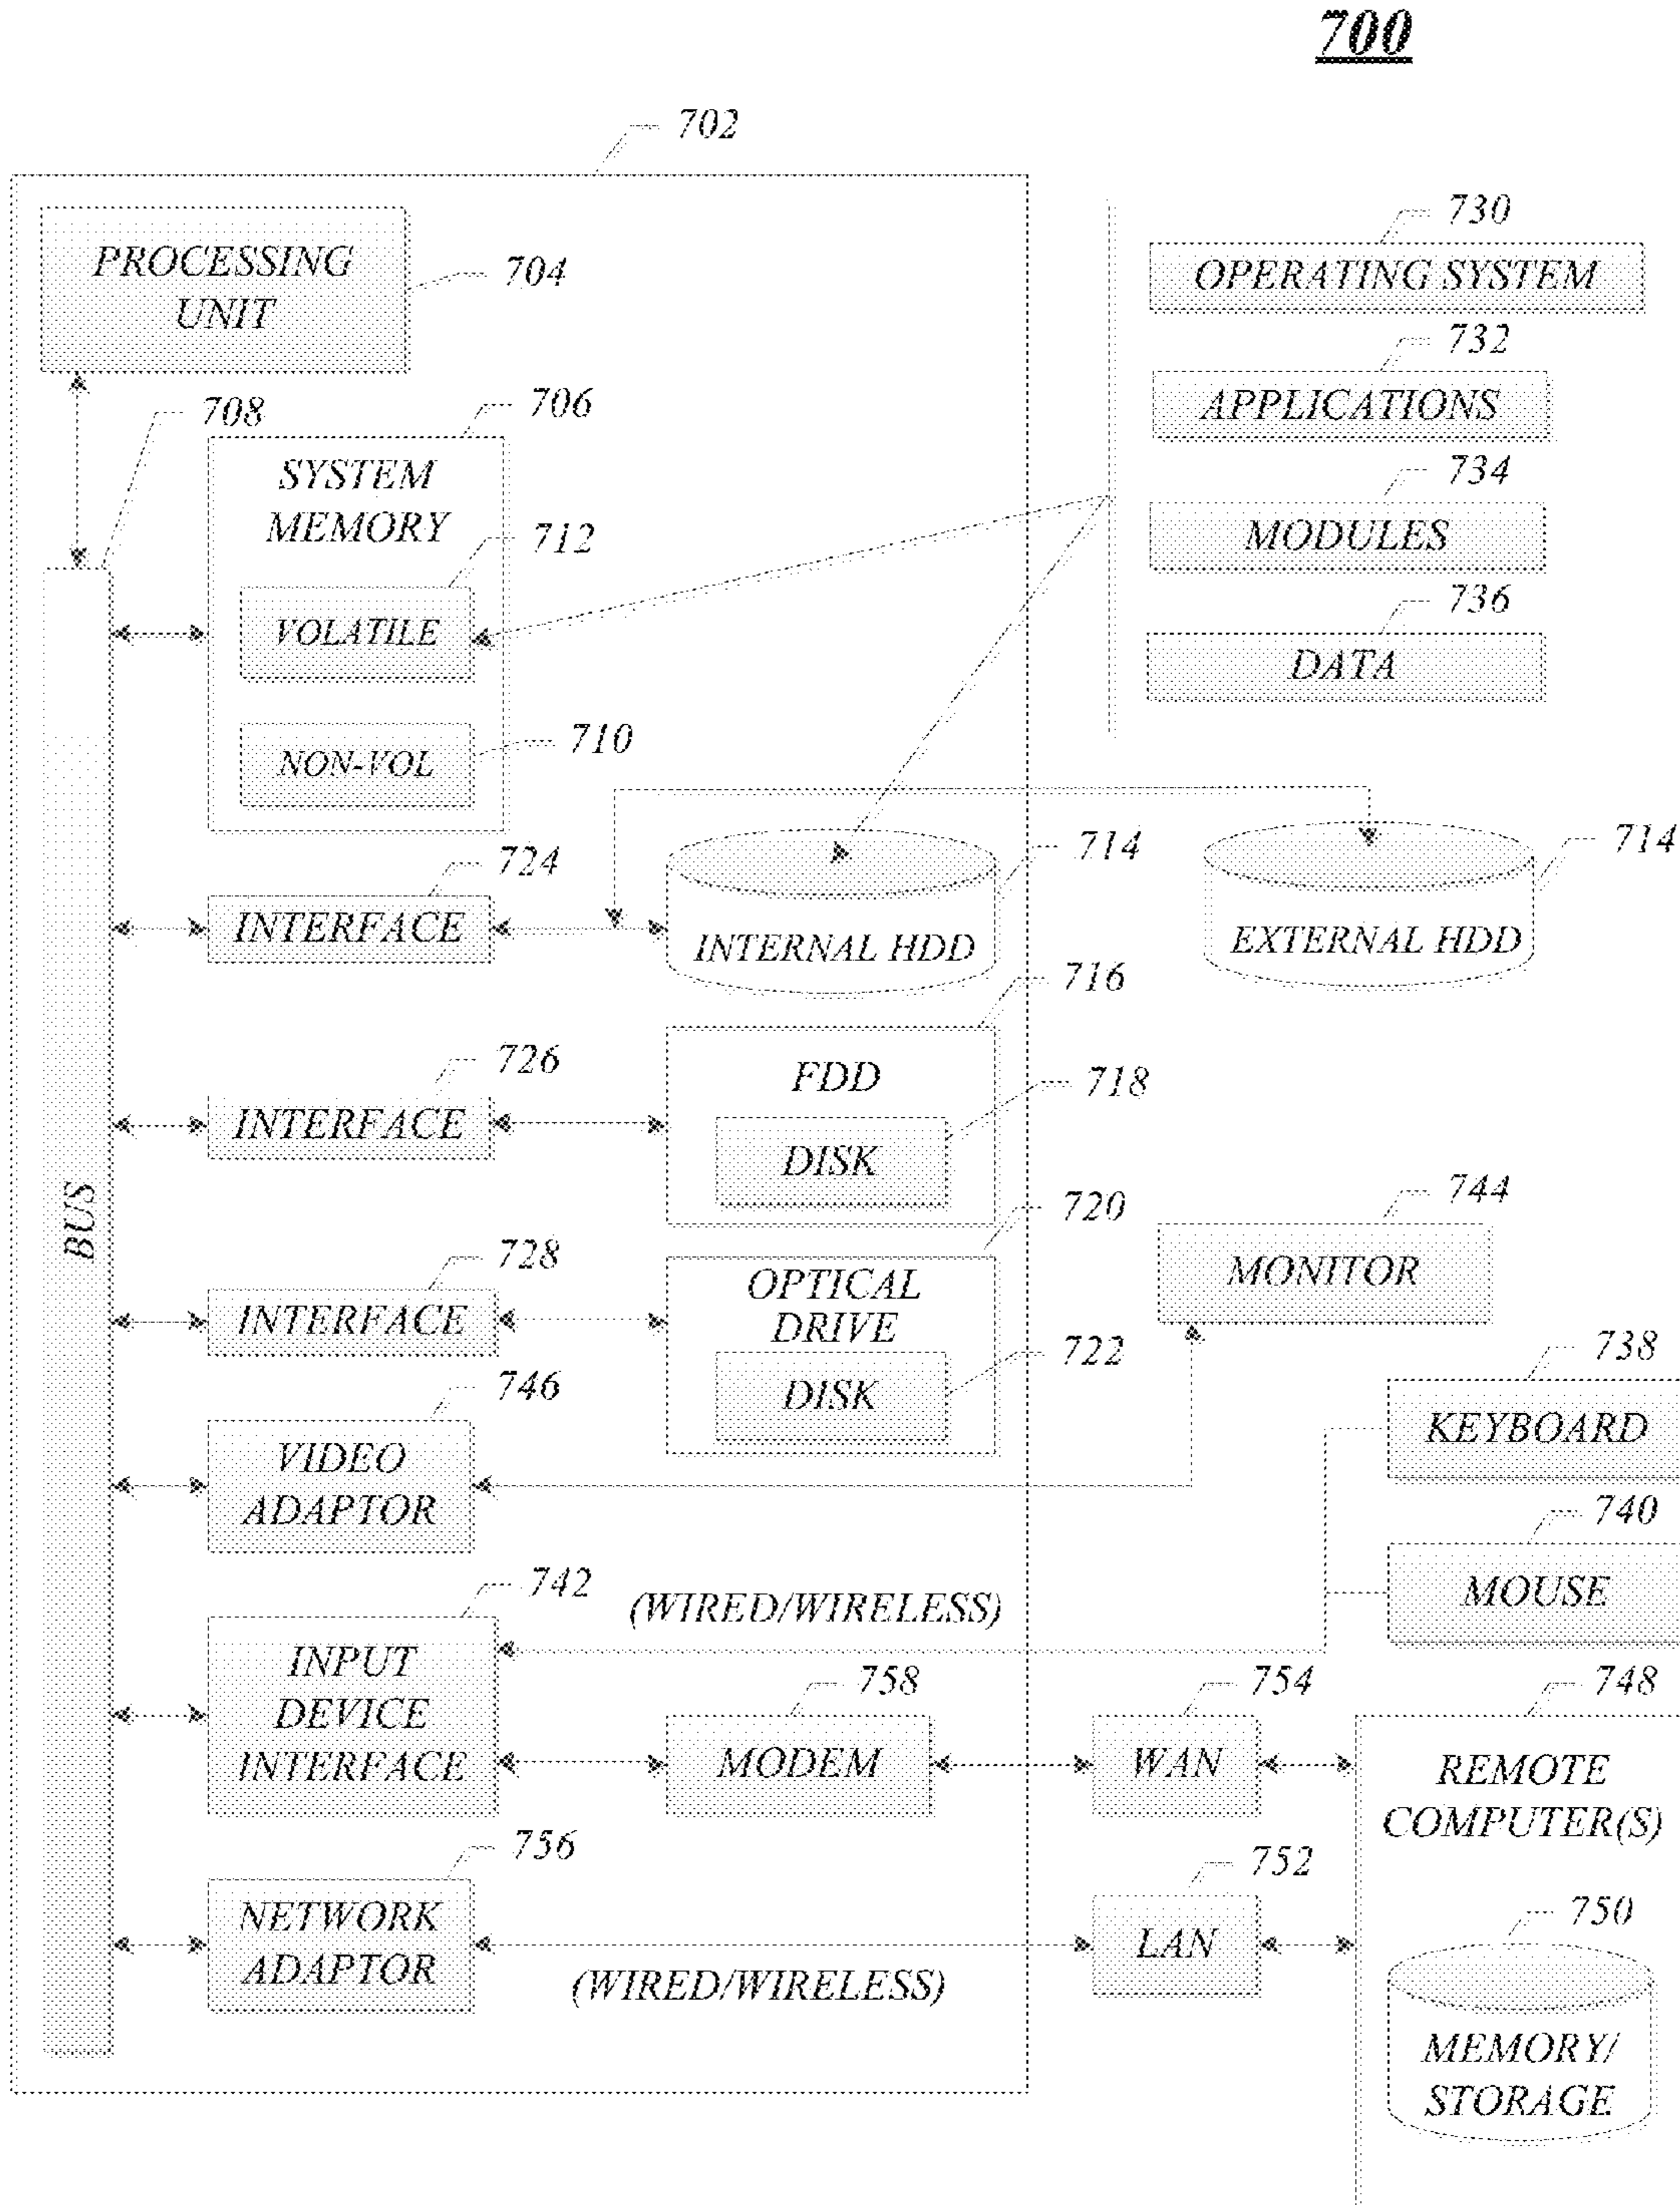 700
702
PROCESSING
UNIT
704
730
OPERATING SYSTEM
732
APPLICATIONS
734
MODULES
736
DATA
708
706
SYSTEM
MEMORY
712
VOLATILE
710
NON-VOL
724
INTERFACE
714
INTERNAL HDD
714
EXTERNAL HDD
716
726
INTERFACE
FDD
718
DISK
BUS
720
728
INTERFACE
OPTICAL
DRIVE
722
DISK
744
MONITOR
746
VIDEO
ADAPTOR
738
KEYBOARD
740
MOUSE
742
(WIRED/WIRELESS)
INPUT
DEVICE
INTERFACE
758
MODEM
754
WAN
748
REMOTE
COMPUTER(S)
756
NETWORK
ADAPTOR
(WIRED/WIRELESS)
752
LAN
750
MEMORY/
STORAGE